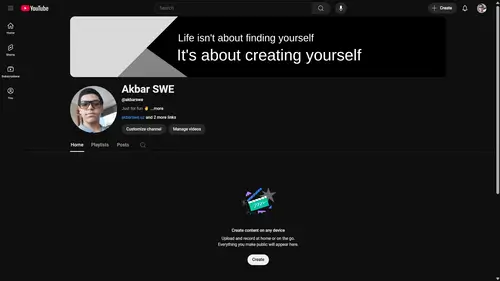 YouTube
Search
Create
Home
Shorts
Subscriptions
You
Life isn't about finding yourself
It's about creating yourself
Akbar SWE
@akbarswe
Just for fun ...more
and 2 more links
Customize channel
Manage videos
Home Playlists Posts
Create content on any device
Upload and record at home or on the go.
Everything you make public will appear here.
Create